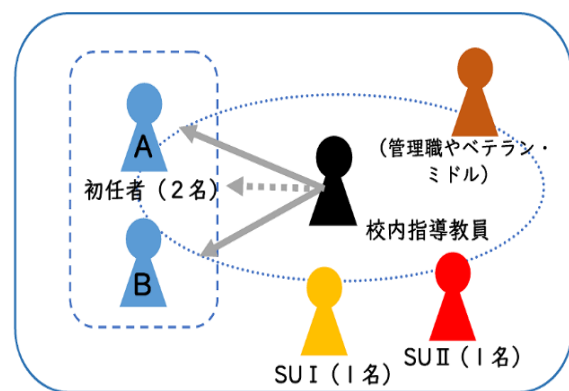 A
初任者（２名）
B
（管理職やベテラン・
ミドル）
校内指導教員
SUⅠ（１名）
SUⅡ（１名）